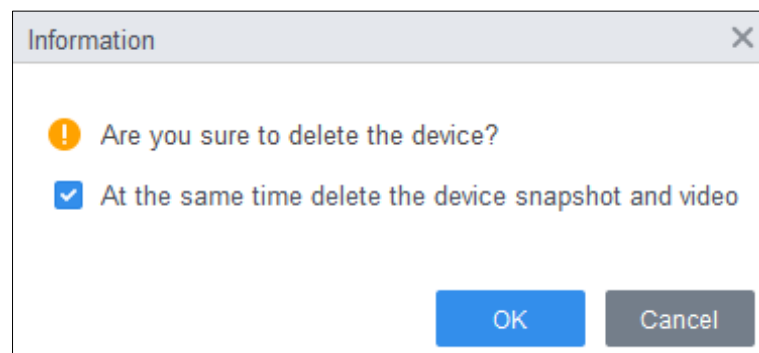 Information
Are you sure to delete the device?
At the same time delete the device snapshot and video
OK
Cancel